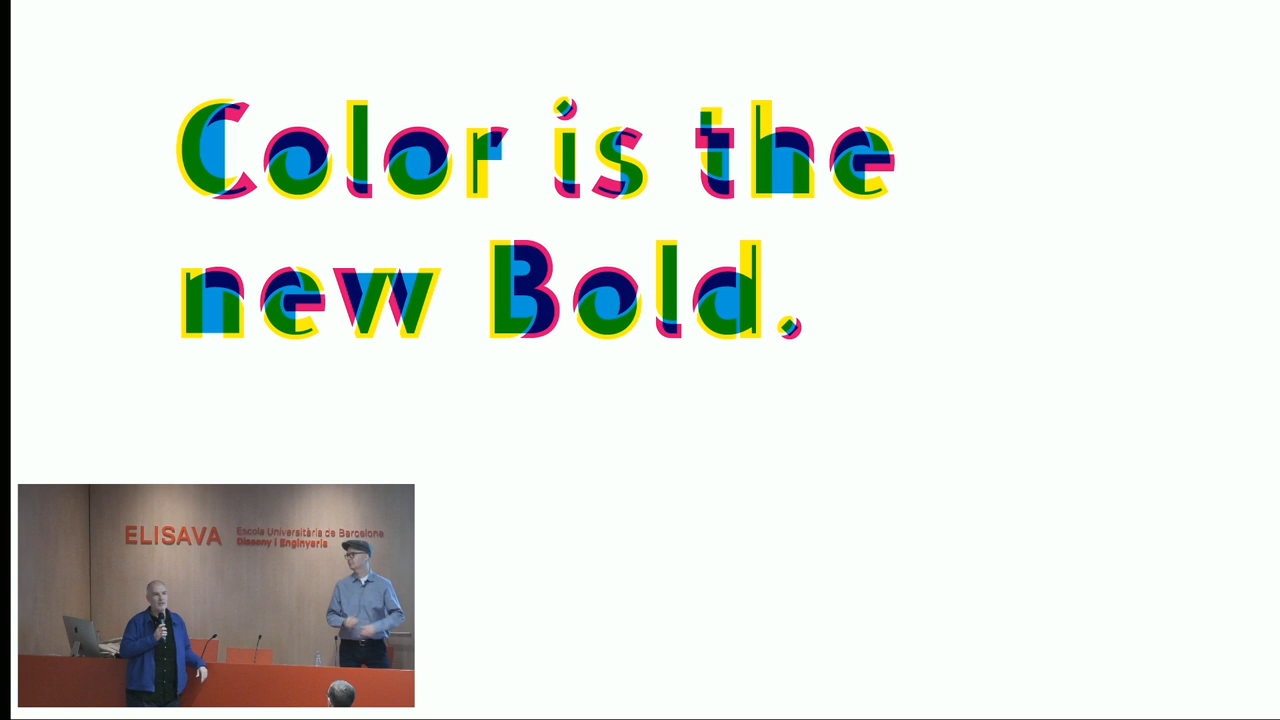 Color is the
new Bold.
ELISAVA
Escola Universitària de Barcelona
Disseny i Enginyeria